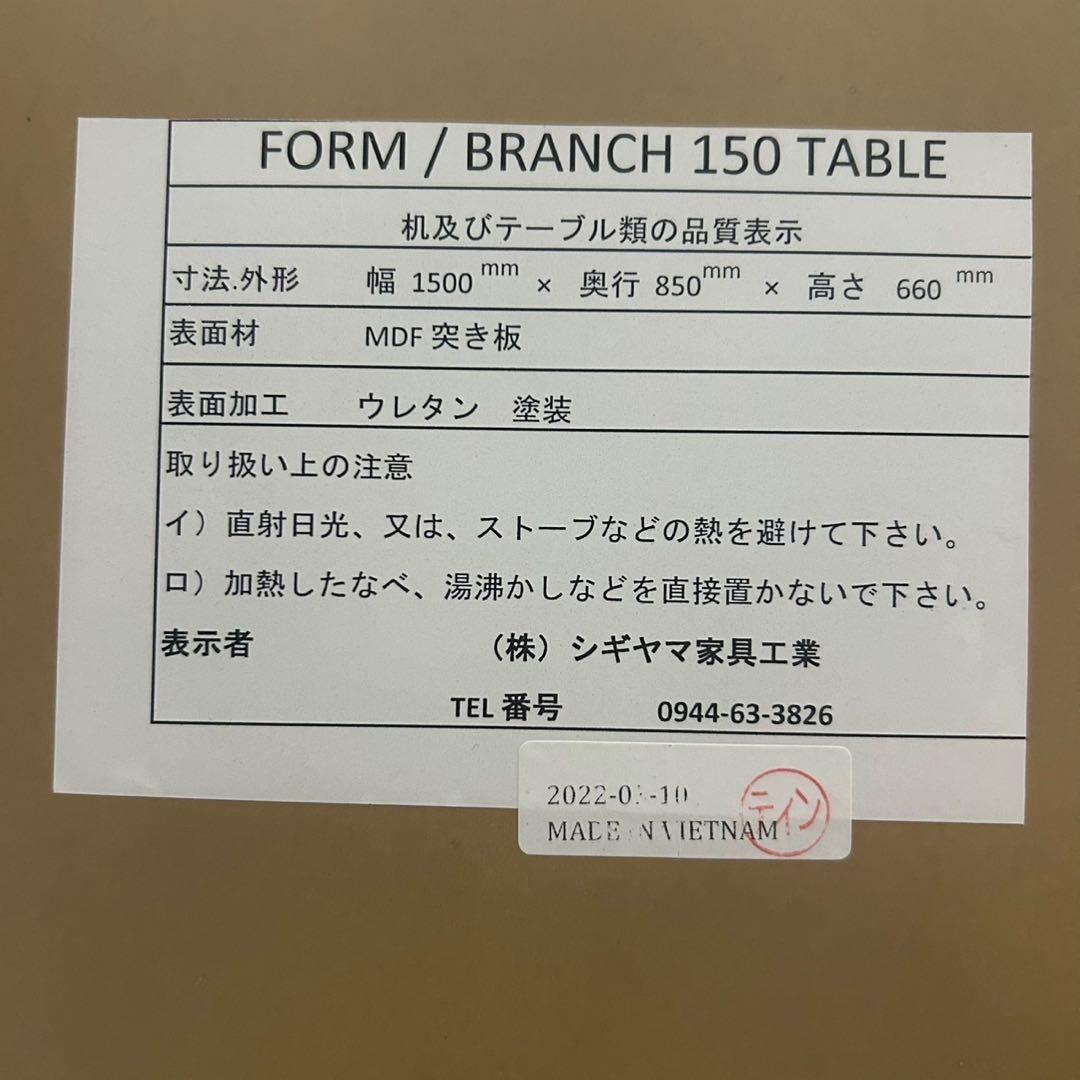 FORM / BRANCH 150 TABLE
机及びテーブル類の品質表示
寸法.外形 幅 1500 mm × 奥行 850 mm × 高さ 660 mm
表面材 MDF 突き板
表面加工 ウレタン 塗装
取り扱い上の注意
イ）直射日光、又は、ストーブなどの熱を避けて下さい。
ロ）加熱したなべ、湯沸かしなどを直接置かないで下さい。
表示者 （株）シギヤマ家具工業
TEL 番号 0944-63-3826
ティン
MADE IN VIETNAM